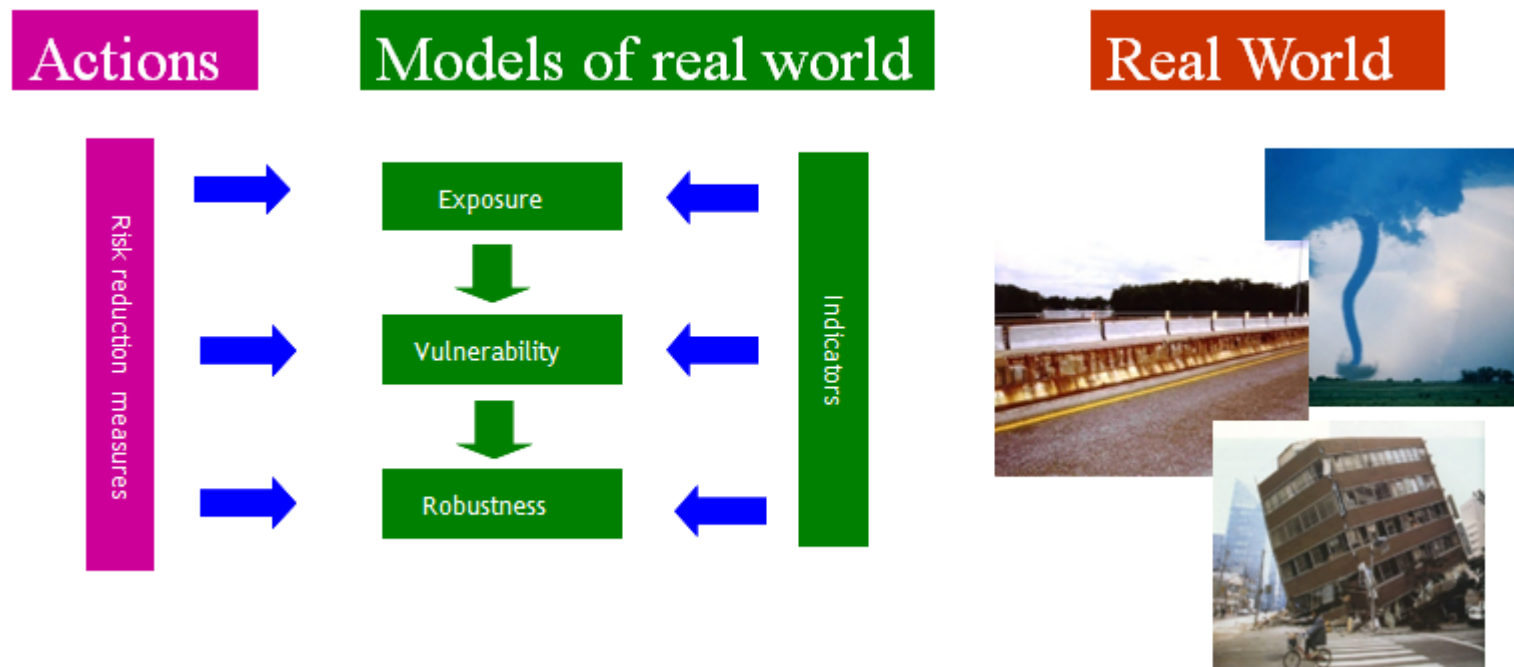 Actions
Models of real world
Real World
Risk reduction measures
Exposure
Vulnerability
Robustness
Indicators